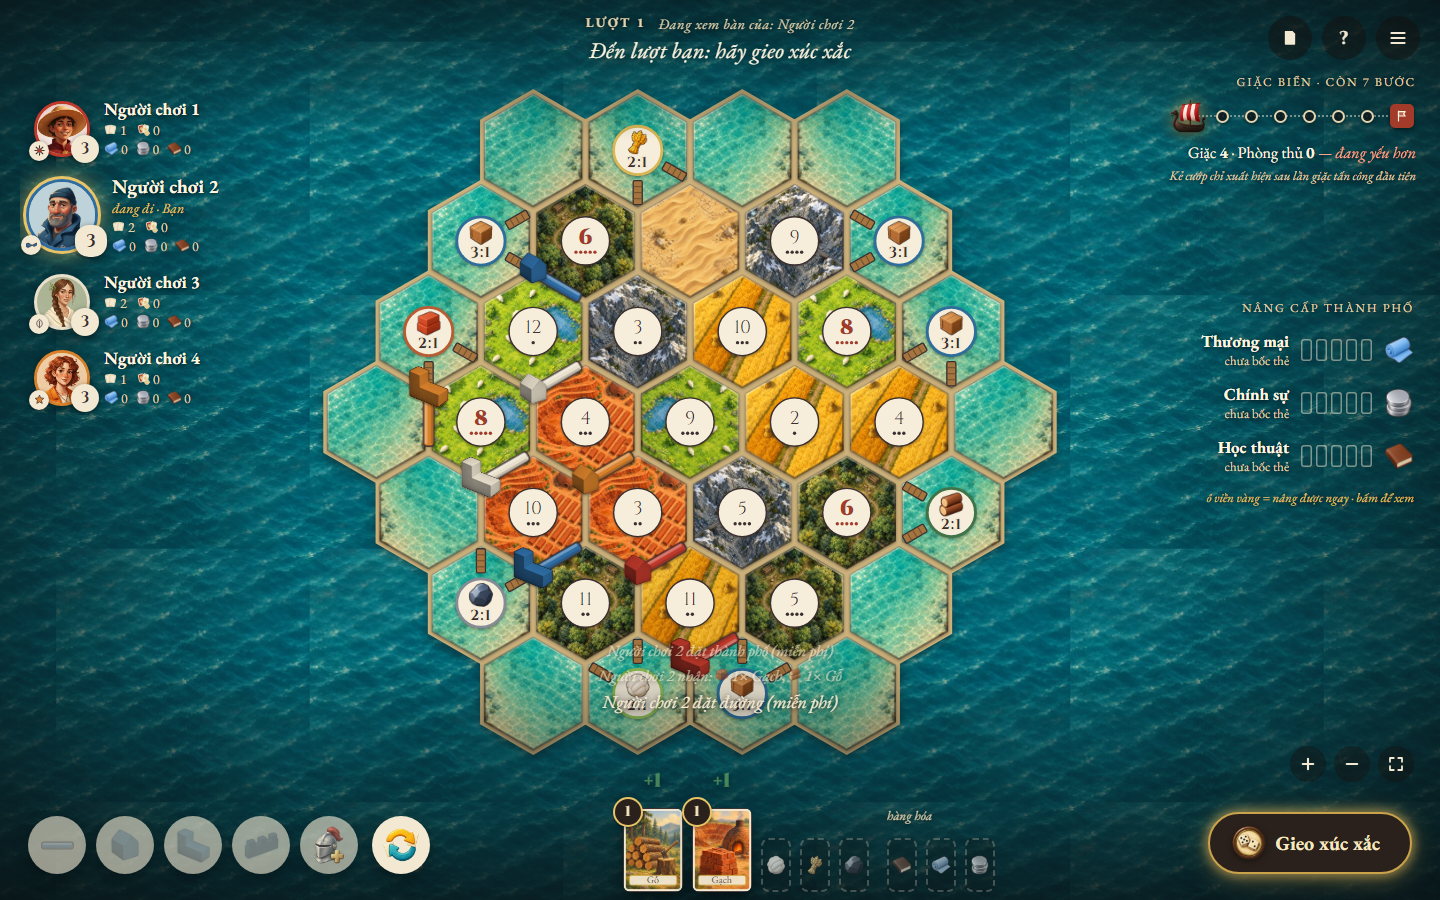 LƯỢT 1 Đang xem bàn của: Người chơi 2
Đến lượt bạn: hãy gieo xúc xắc
?
GIẶC BIỂN · CÒN 7 BƯỚC
Giặc 4 · Phòng thủ 0 — đang yếu hơn
Kẻ cướp chỉ xuất hiện sau lần giặc tấn công đầu tiên
Người chơi 1
1 0
3
0 0 0
Người chơi 2
đang đi · Bạn
2 0
3
0 0 0
Người chơi 3
2 0
3
0 0 0
Người chơi 4
1 0
3
0 0 0
NÂNG CẤP THÀNH PHỐ
Thương mại
chưa bốc thẻ
Chính sự
chưa bốc thẻ
Học thuật
chưa bốc thẻ
ô viền vàng = nâng được ngay · bấm để xem
2:1
3:1
6
9
3:1
2:1
12
3
10
8
3:1
8
4
9
2
4
10
3
5
6
2:1
2:1
11
11
5
Người chơi 2 đặt thành phố (miễn phí)
Người chơi 2 nhận: 1× Gạch 1× Gỗ
Người chơi 2 đặt đường (miễn phí)
+1 +1
1 1
Gỗ Gạch
hàng hóa
+ −
Gieo xúc xắc